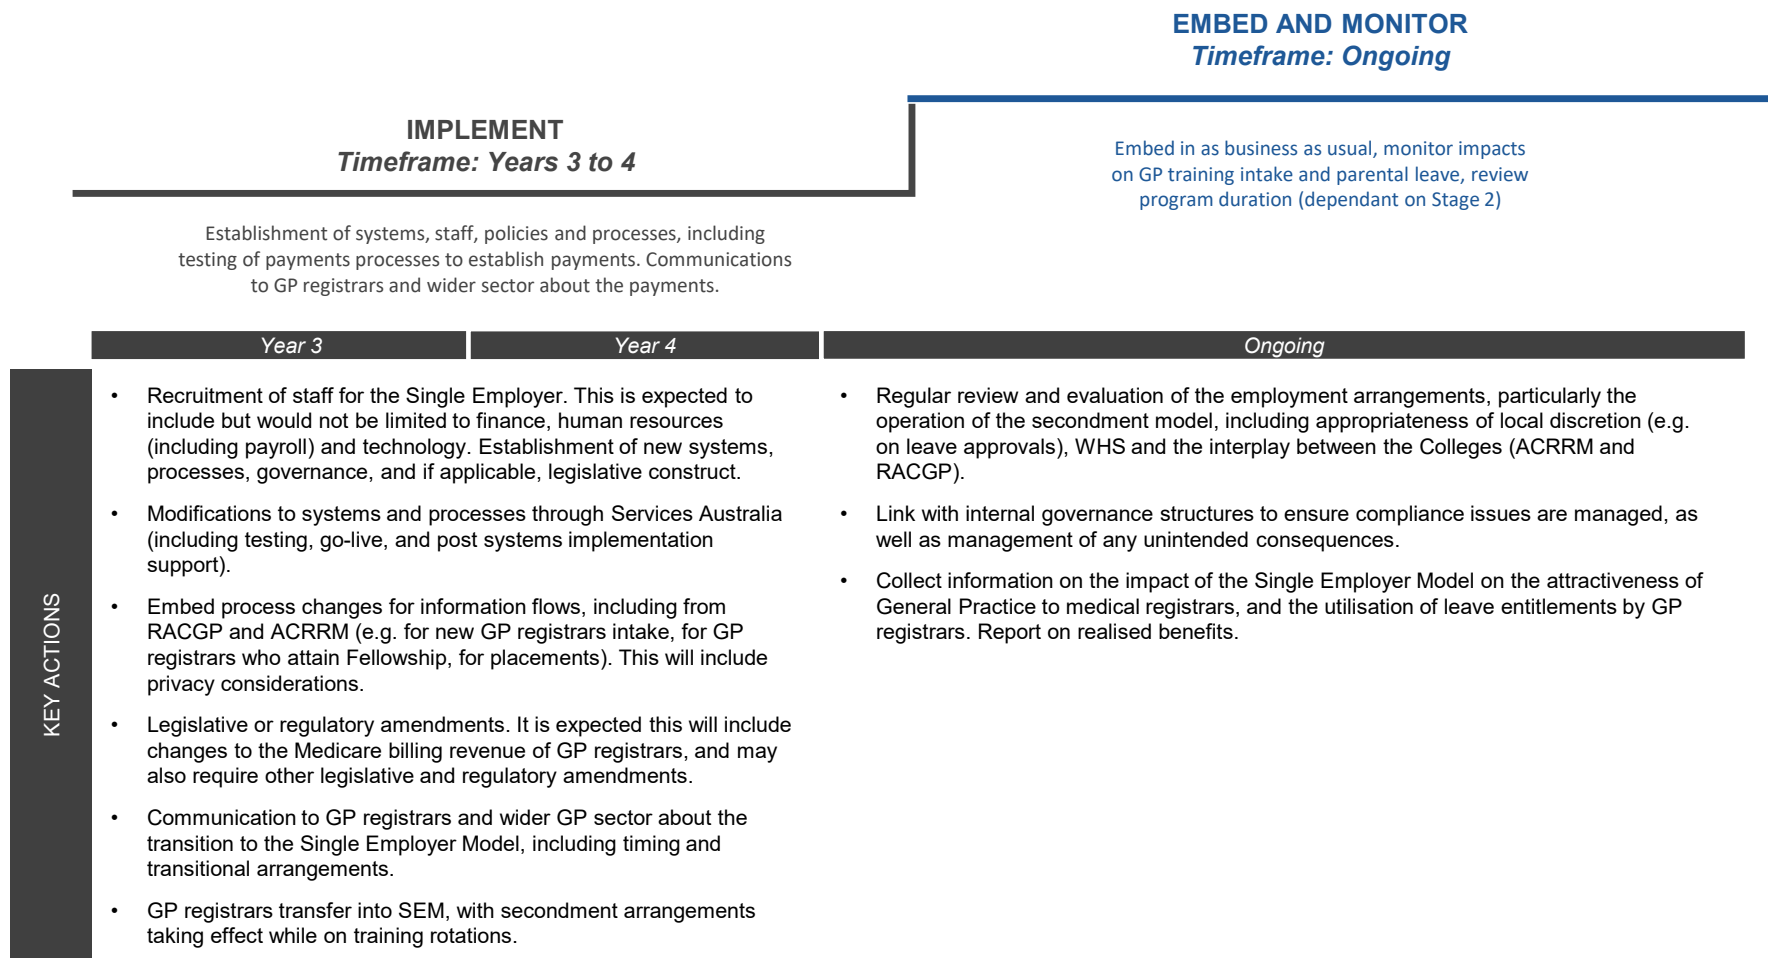 EMBED AND MONITOR
Timeframe: Ongoing
IMPLEMENT
Timeframe: Years 3 to 4
Embed in as business as usual, monitor impacts
on GP training intake and parental leave, review
program duration (dependant on Stage 2)
Establishment of systems, staff, policies and processes, including
testing of payments processes to establish payments. Communications
to GP registrars and wider sector about the payments.
Year 3
Year 4
Ongoing
KEY ACTIONS
• Recruitment of staff for the Single Employer. This is expected to
include but would not be limited to finance, human resources
(including payroll) and technology. Establishment of new systems,
processes, governance, and if applicable, legislative construct.
• Modifications to systems and processes through Services Australia
(including testing, go-live, and post systems implementation
support).
• Embed process changes for information flows, including from
RACGP and ACRRM (e.g. for new GP registrars intake, for GP
registrars who attain Fellowship, for placements). This will include
privacy considerations.
• Legislative or regulatory amendments. It is expected this will include
changes to the Medicare billing revenue of GP registrars, and may
also require other legislative and regulatory amendments.
• Communication to GP registrars and wider GP sector about the
transition to the Single Employer Model, including timing and
transitional arrangements.
• GP registrars transfer into SEM, with secondment arrangements
taking effect while on training rotations.
• Regular review and evaluation of the employment arrangements, particularly the
operation of the secondment model, including appropriateness of local discretion (e.g.
on leave approvals), WHS and the interplay between the Colleges (ACRRM and
RACGP).
• Link with internal governance structures to ensure compliance issues are managed, as
well as management of any unintended consequences.
• Collect information on the impact of the Single Employer Model on the attractiveness of
General Practice to medical registrars, and the utilisation of leave entitlements by GP
registrars. Report on realised benefits.